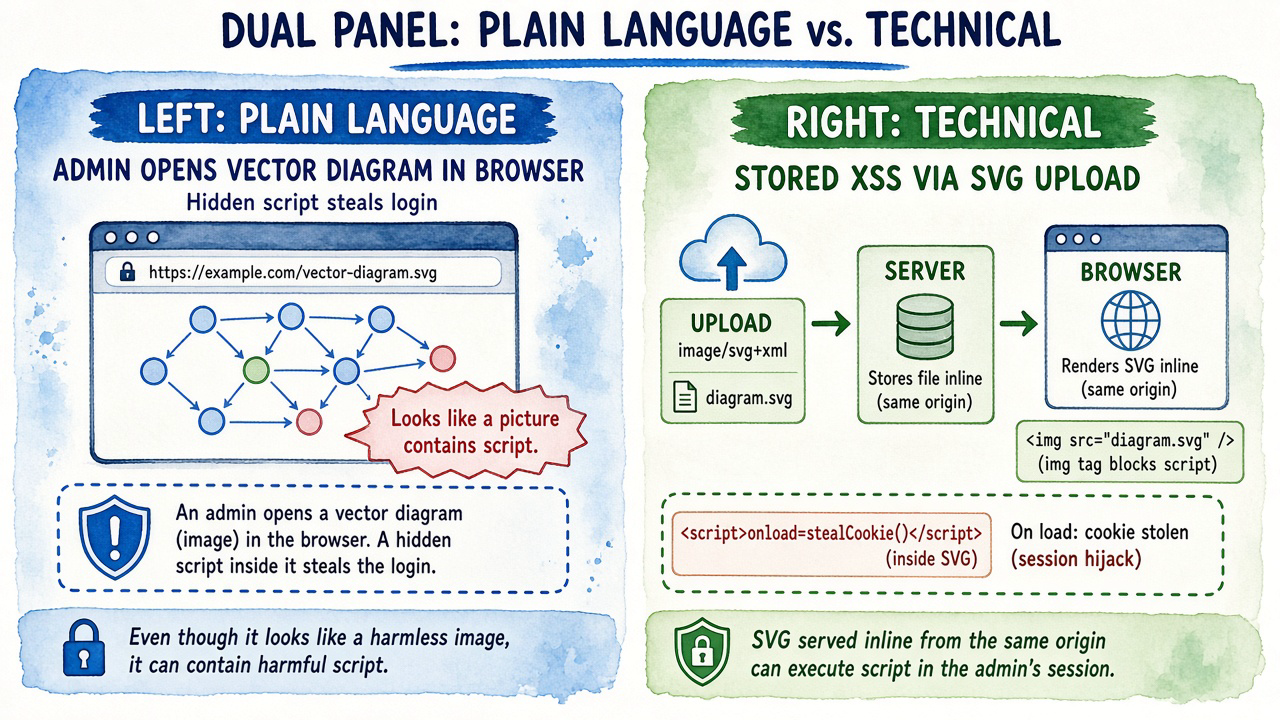 DUAL PANEL: PLAIN LANGUAGE vs. TECHNICAL
LEFT: PLAIN LANGUAGE
ADMIN OPENS VECTOR DIAGRAM IN BROWSER
Hidden script steals login
https://example.com/vector-diagram.svg
Looks like a picture
contains script.
An admin opens a vector diagram
(image) in the browser. A hidden
script inside it steals the login.
Even though it looks like a harmless image,
it can contain harmful script.
RIGHT: TECHNICAL
STORED XSS VIA SVG UPLOAD
UPLOAD
image/svg+xml
diagram.svg
SERVER
Stores file inline
(same origin)
BROWSER
Renders SVG inline
(same origin)
<img src="diagram.svg" />
(img tag blocks script)
<script>onload=stealCookie()</script>
(inside SVG)
On load: cookie stolen
(session hijack)
SVG served inline from the same origin
can execute script in the admin's session.